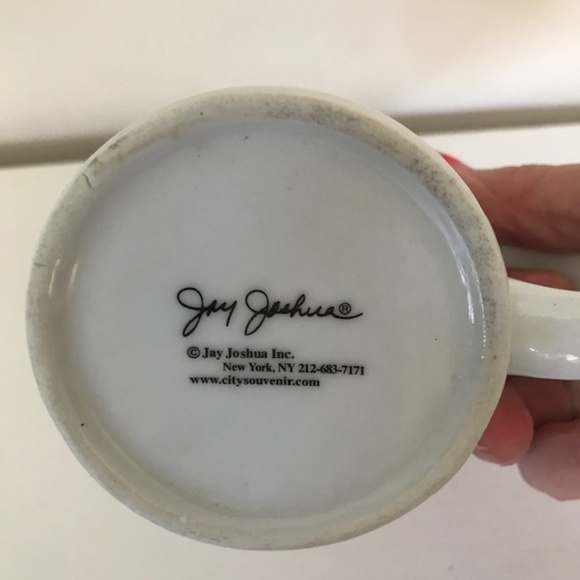 Jay Joshua®
© Jay Joshua Inc.
New York, NY 212-683-7171
www.citysouvenir.com